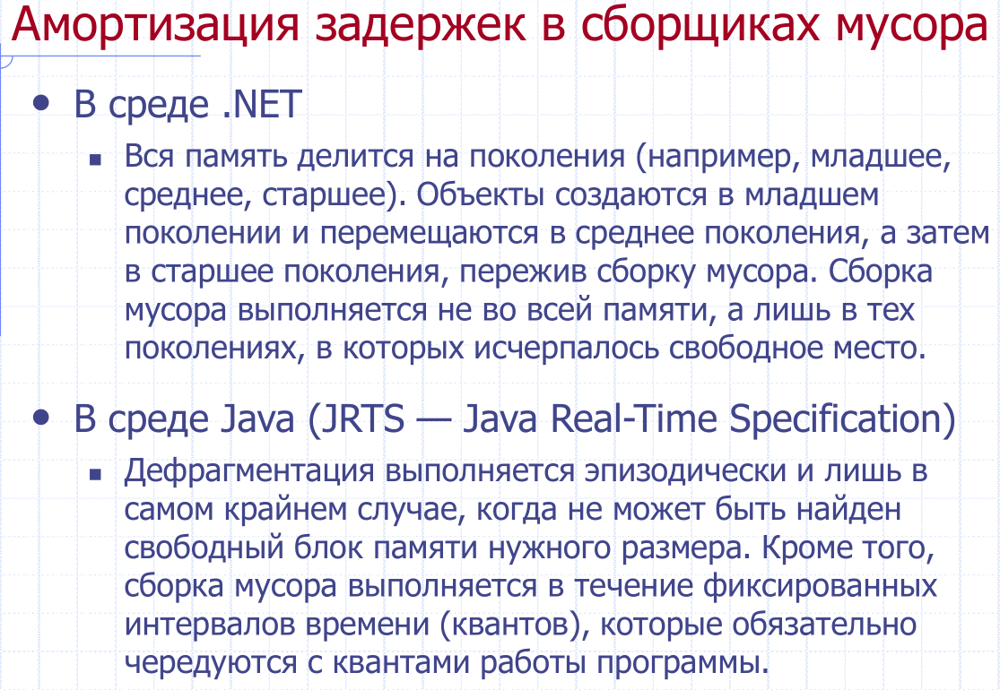 Амортизация задержек в сборщиках мусора
• В среде .NET
▪ Вся память делится на поколения (например, младшее,
среднее, старшее). Объекты создаются в младшем
поколении и перемещаются в среднее поколения, а затем
в старшее поколения, пережив сборку мусора. Сборка
мусора выполняется не во всей памяти, а лишь в тех
поколениях, в которых исчерпалось свободное место.
• В среде Java (JRTS — Java Real-Time Specification)
▪ Дефрагментация выполняется эпизодически и лишь в
самом крайнем случае, когда не может быть найден
свободный блок памяти нужного размера. Кроме того,
сборка мусора выполняется в течение фиксированных
интервалов времени (квантов), которые обязательно
чередуются с квантами работы программы.